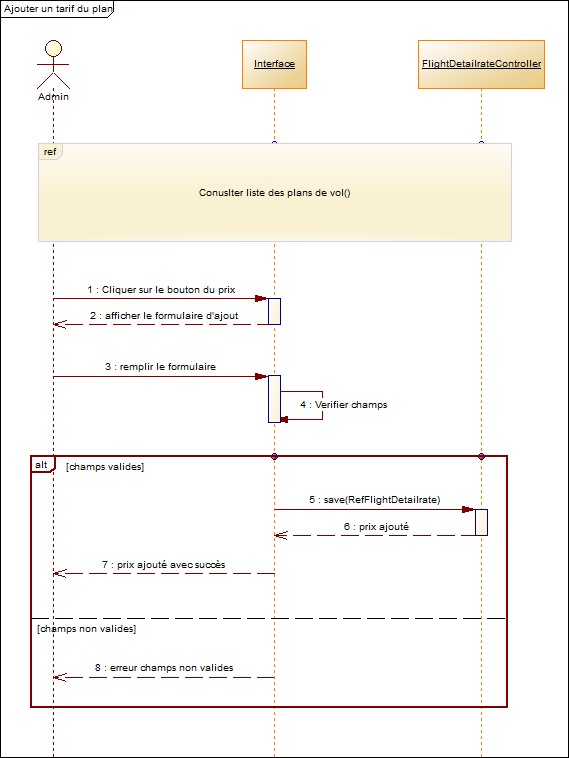 Ajouter un tarif du plan
Admin
Interface
FlightDetailrateController
ref
Conuslter liste des plans de vol()
1 : Cliquer sur le bouton du prix
2 : afficher le formulaire d'ajout
3 : remplir le formulaire
4 : Verifier champs
alt
[champs valides]
5 : save(RefFlightDetailrate)
6 : prix ajouté
7 : prix ajouté avec succès
[champs non valides]
8 : erreur champs non valides